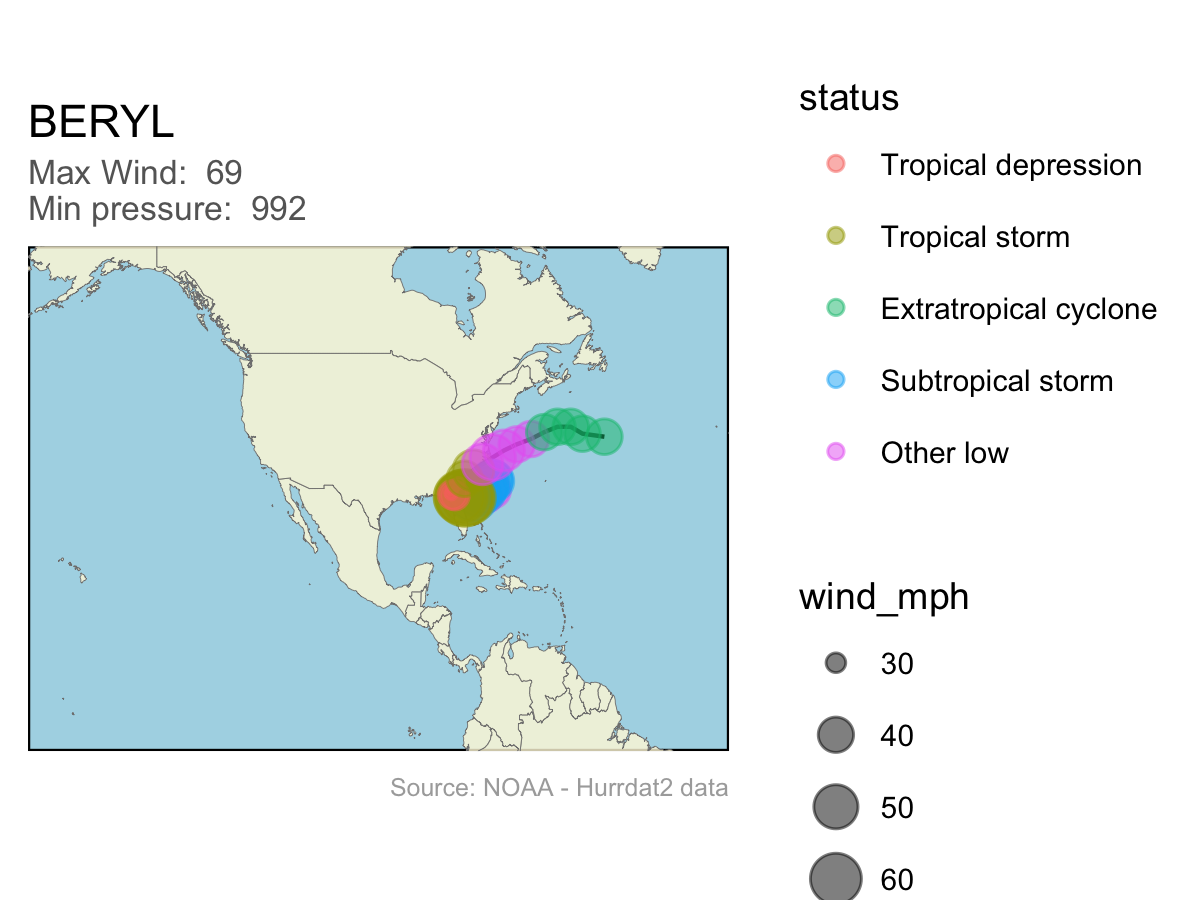 BERYL
Max Wind:  69
Min pressure:  992
Source: NOAA - Hurrdat2 data
status
Tropical depression
Tropical storm
Extratropical cyclone
Subtropical storm
Other low
wind_mph
30
40
50
60